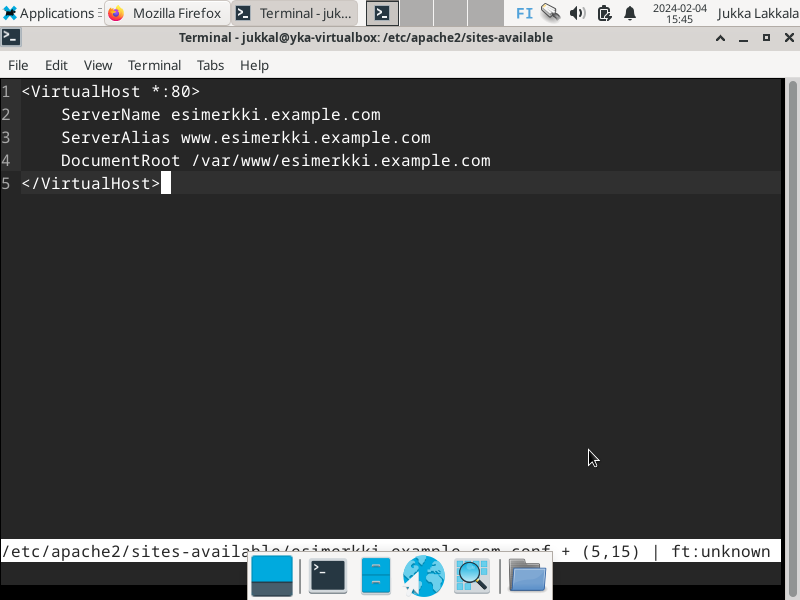 Applications
Mozilla Firefox
Terminal - juk...
FI
2024-02-04
15:45
Jukka Lakkala
Terminal - jukkal@yka-virtualbox: /etc/apache2/sites-available
File Edit View Terminal Tabs Help
1 <VirtualHost *:80>
2 ServerName esimerkki.example.com
3 ServerAlias www.esimerkki.example.com
4 DocumentRoot /var/www/esimerkki.example.com
5 </VirtualHost>
/etc/apache2/sites-available/esimerkki.example.com.conf + (5,15) | ft:unknown